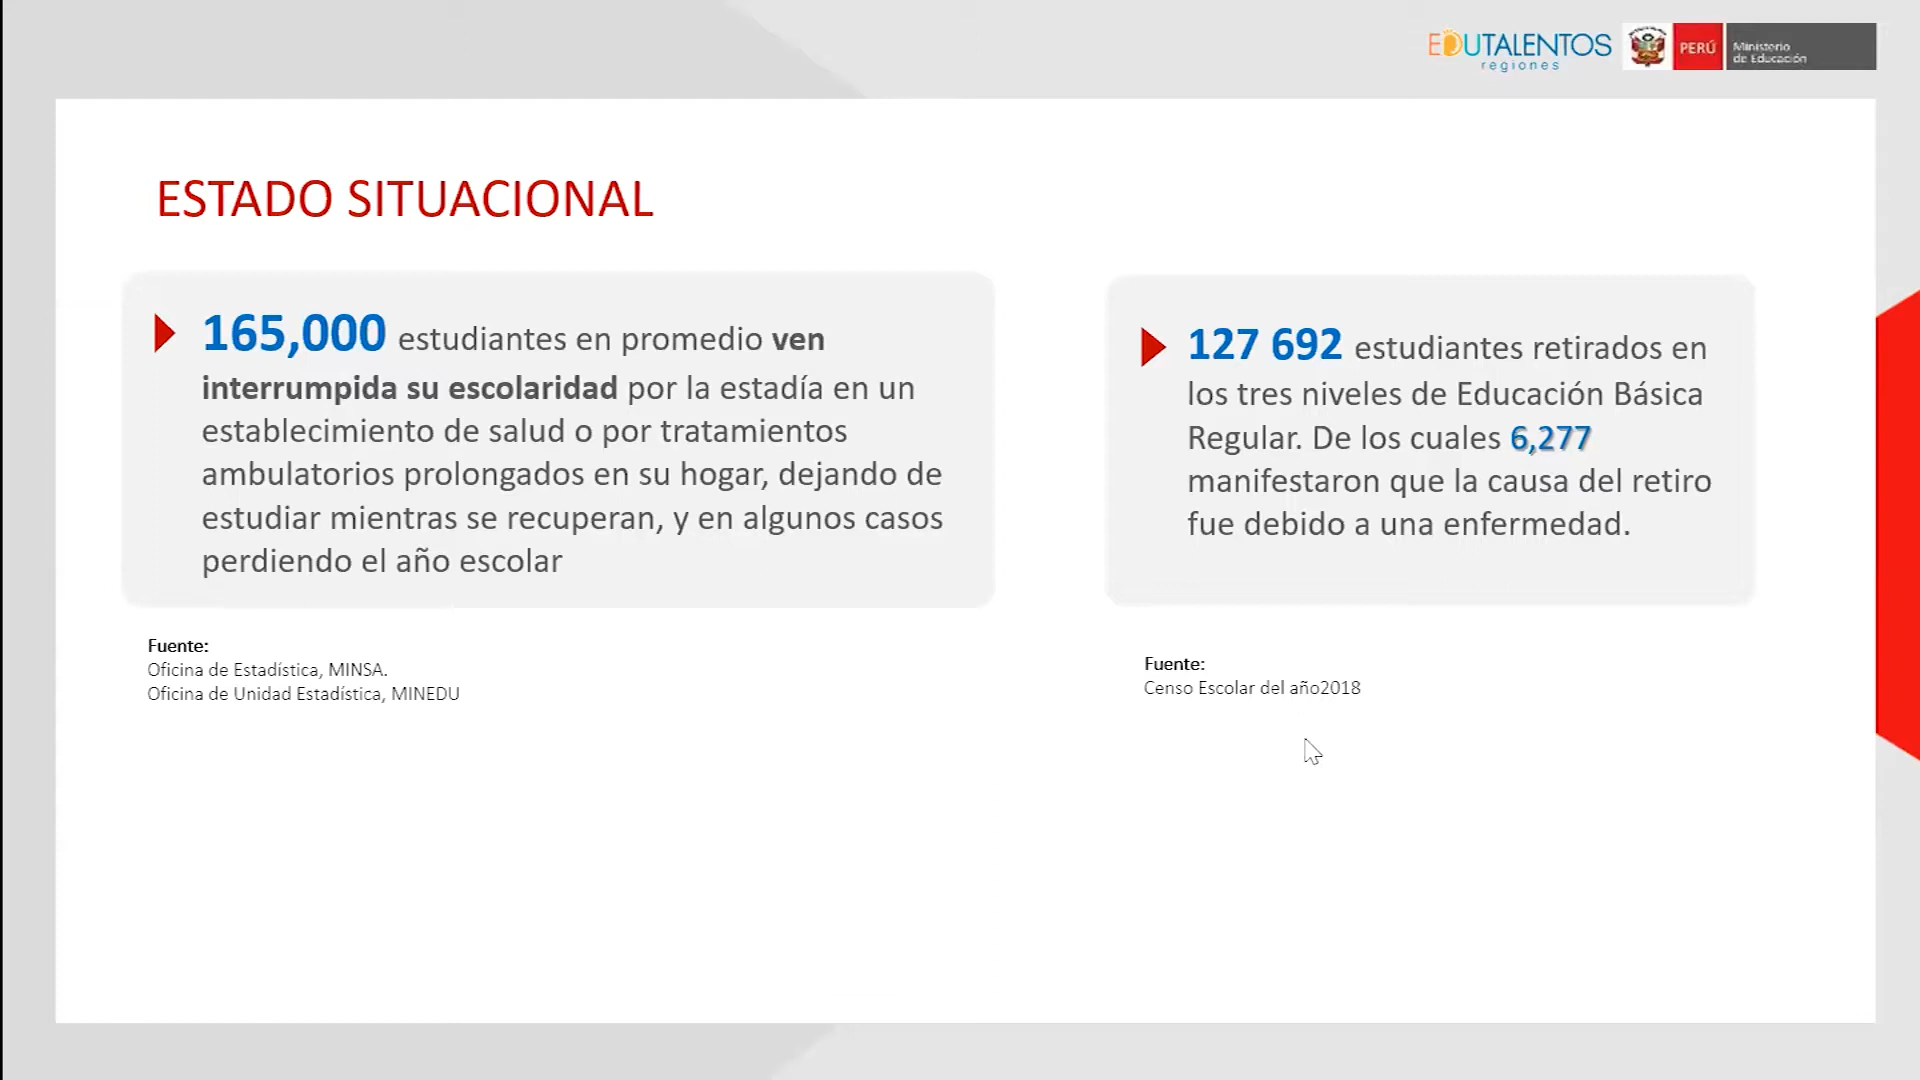 EDUTALENTOS
regiones
PERÚ
Ministerio
de Educación
ESTADO SITUACIONAL
165,000 estudiantes en promedio ven
interrumpida su escolaridad por la estadía en un
establecimiento de salud o por tratamientos
ambulatorios prolongados en su hogar, dejando de
estudiar mientras se recuperan, y en algunos casos
perdiendo el año escolar
Fuente:
Oficina de Estadística, MINSA.
Oficina de Unidad Estadística, MINEDU
127 692 estudiantes retirados en
los tres niveles de Educación Básica
Regular. De los cuales 6,277
manifestaron que la causa del retiro
fue debido a una enfermedad.
Fuente:
Censo Escolar del año2018